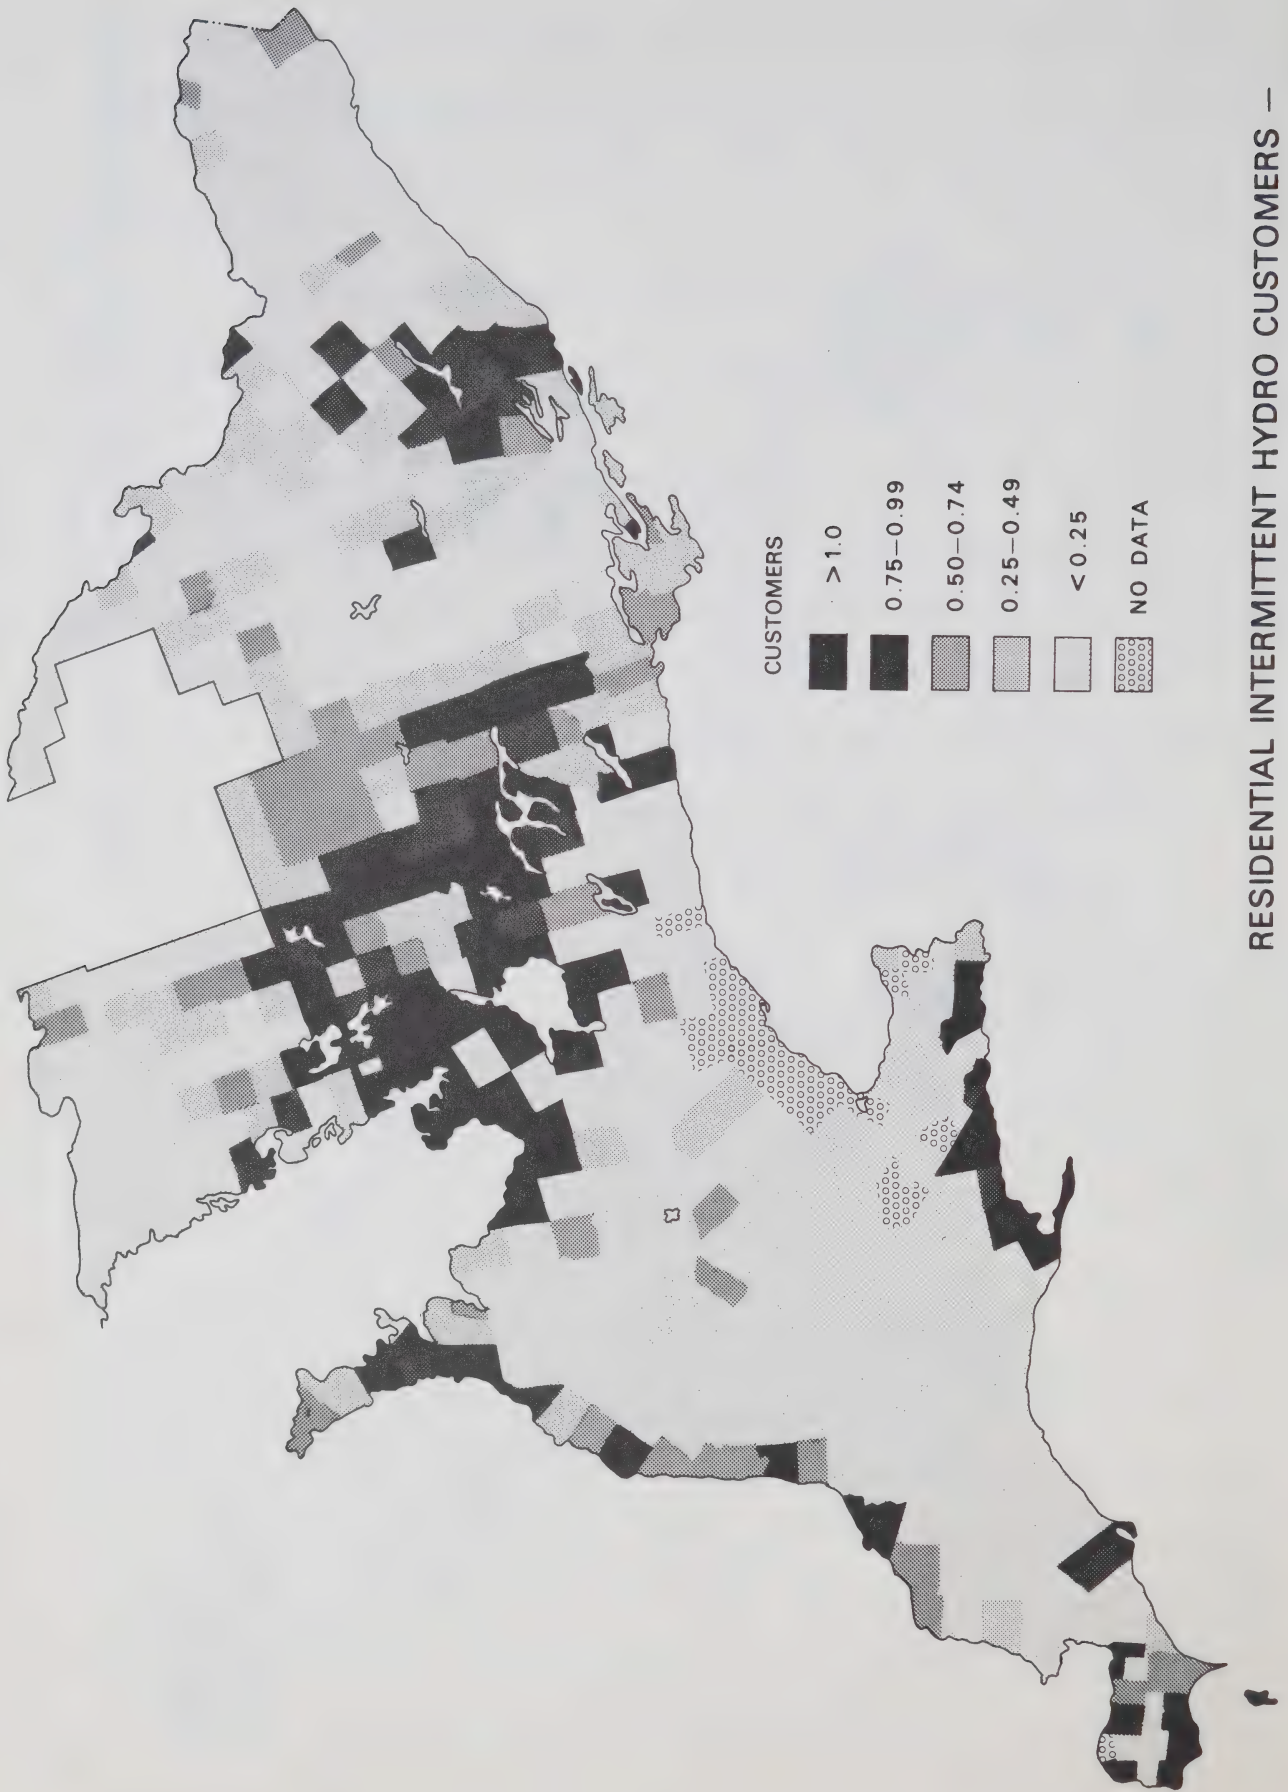 CUSTOMERS
>1.0
0.75–0.99
0.50–0.74
0.25–0.49
<0.25
NO DATA
RESIDENTIAL INTERMITTENT HYDRO CUSTOMERS –